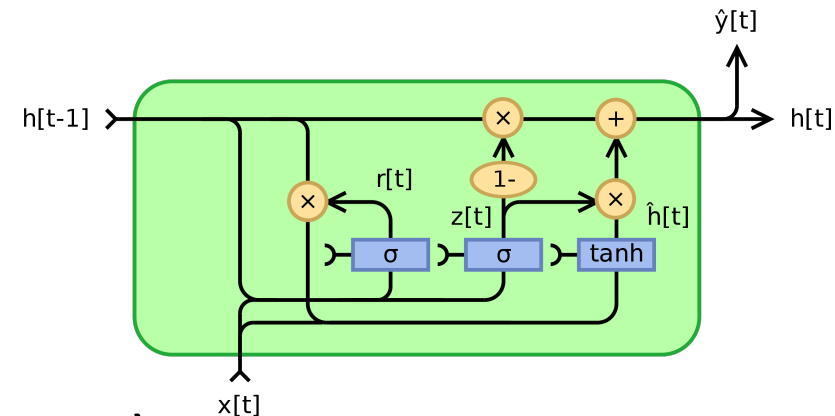 ŷ[t]
h[t-1]
×
+
h[t]
r[t]
1-
×
×
z[t]
ĥ[t]
σ
σ
tanh
x[t]